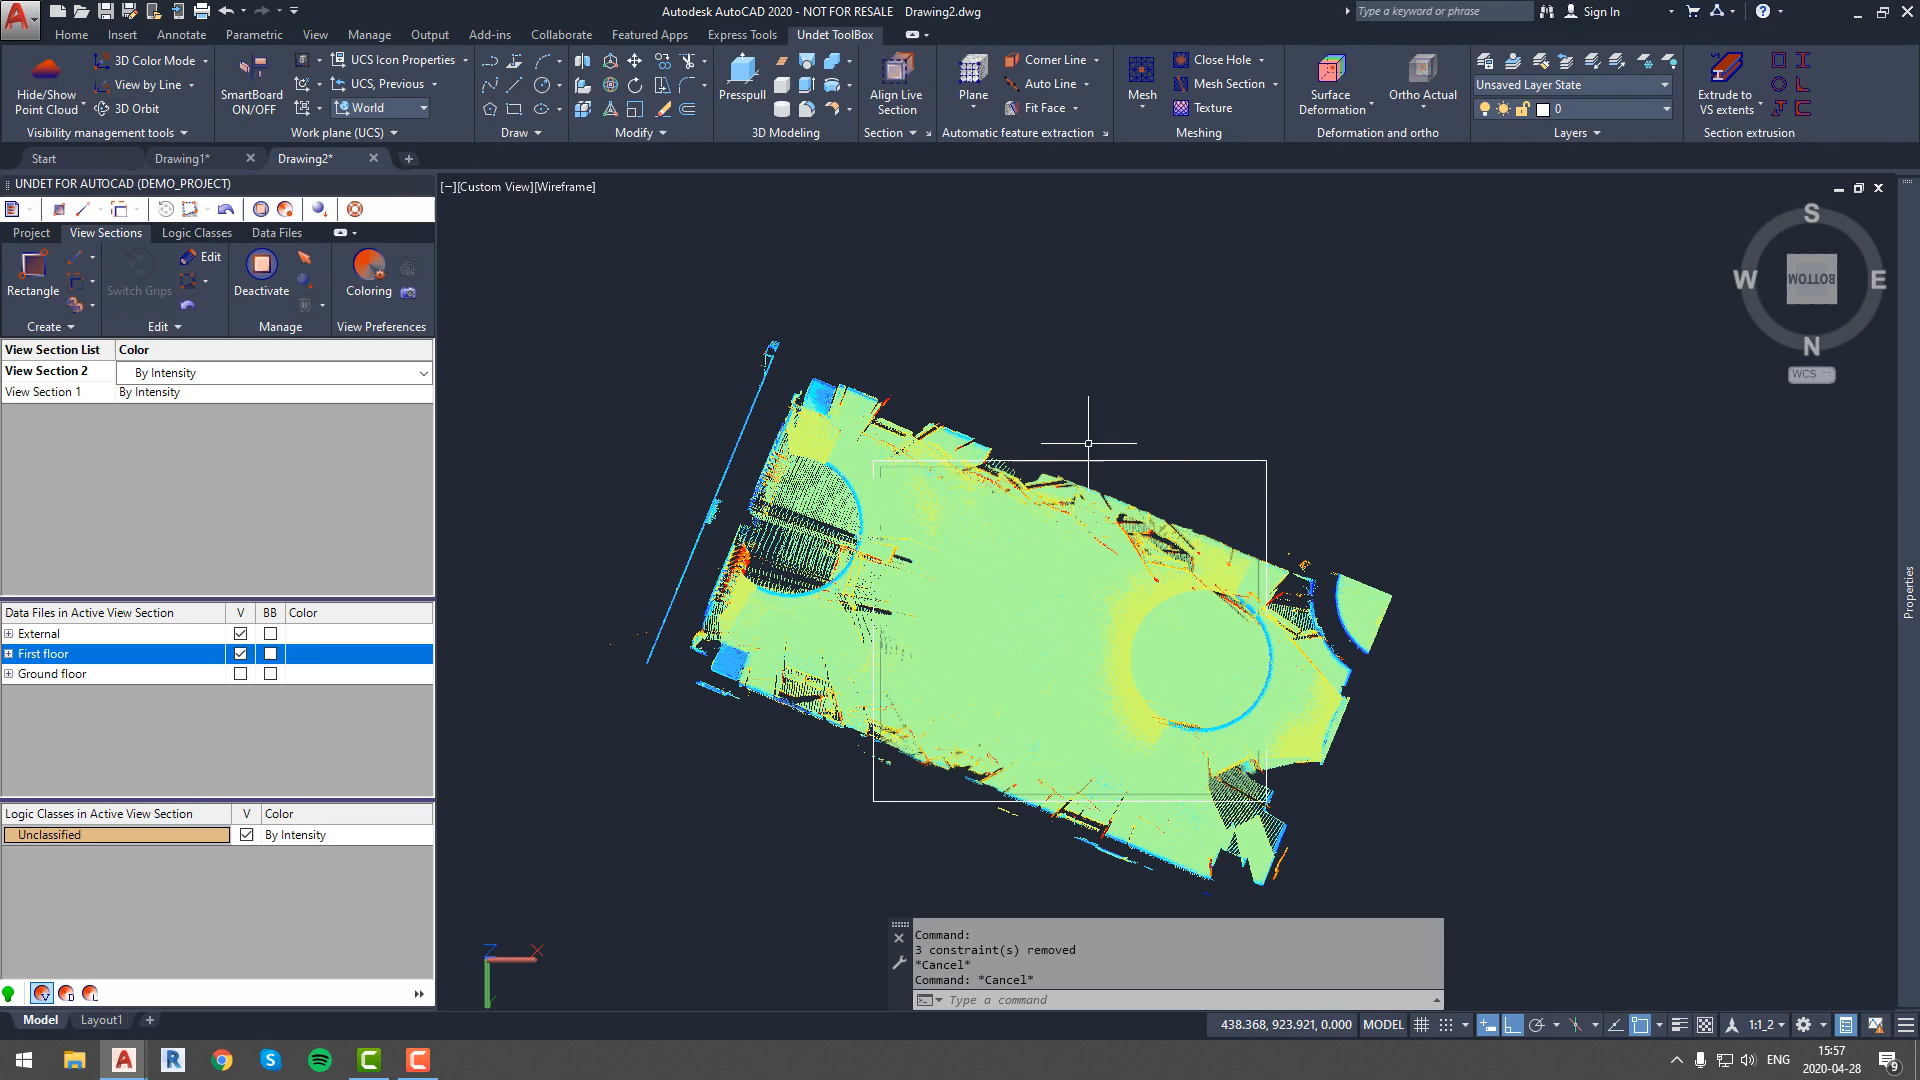 Autodesk AutoCAD 2020 - NOT FOR RESALE Drawing2.dwg
Type a keyword or phrase
Sign In
Home Insert Annotate Parametric View Manage Output Add-ins Collaborate Featured Apps Express Tools Undet ToolBox
Hide/Show
Point Cloud
3D Color Mode
View by Line
3D Orbit
Visibility management tools
SmartBoard
ON/OFF
UCS Icon Properties
UCS, Previous
World
Work plane (UCS)
Draw
Modify
Presspull
3D Modeling
Align Live
Section
Section
Plane
Corner Line
Auto Line
Fit Face
Automatic feature extraction
Mesh
Close Hole
Mesh Section
Texture
Meshing
Surface
Deformation
Ortho Actual
Deformation and ortho
Unsaved Layer State
0
Layers
Extrude to
VS extents
Section extrusion
Start Drawing1* Drawing2*
UNDET FOR AUTOCAD (DEMO_PROJECT)
[−][Custom View][Wireframe]
Project View Sections Logic Classes Data Files
Rectangle
Create
Switch Grips
Edit
Edit
Deactivate
Manage
Coloring
View Preferences
View Section List Color
View Section 2 By Intensity
View Section 1 By Intensity
Data Files in Active View Section V BB Color
External
First floor
Ground floor
Logic Classes in Active View Section V Color
Unclassified By Intensity
S
W BOTTOM E
N
WCS
Properties
Z X
Y
Command:
3 constraint(s) removed
*Cancel*
Command: *Cancel*
Type a command
Model Layout1
438.368, 923.921, 0.000 MODEL 1:1_2
ENG
15:57
2020-04-28
9